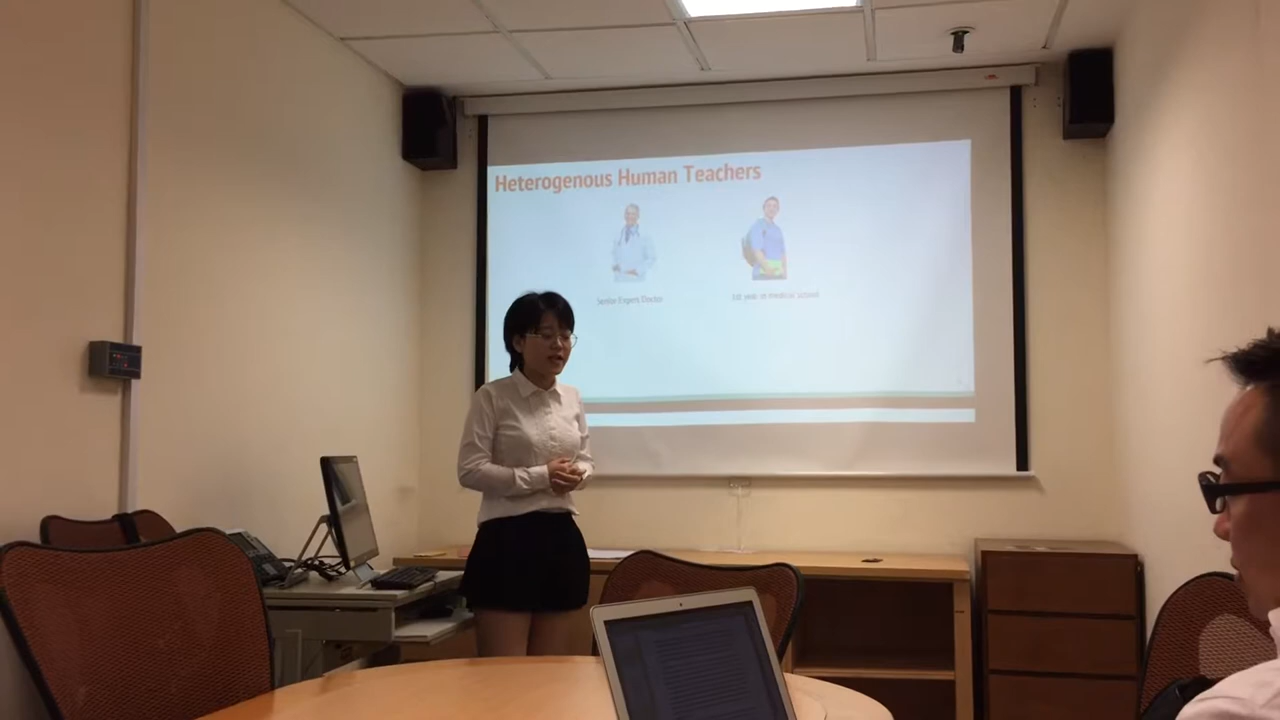 Heterogenous Human Teachers
Senior Expert Doctor
1st year in medical school